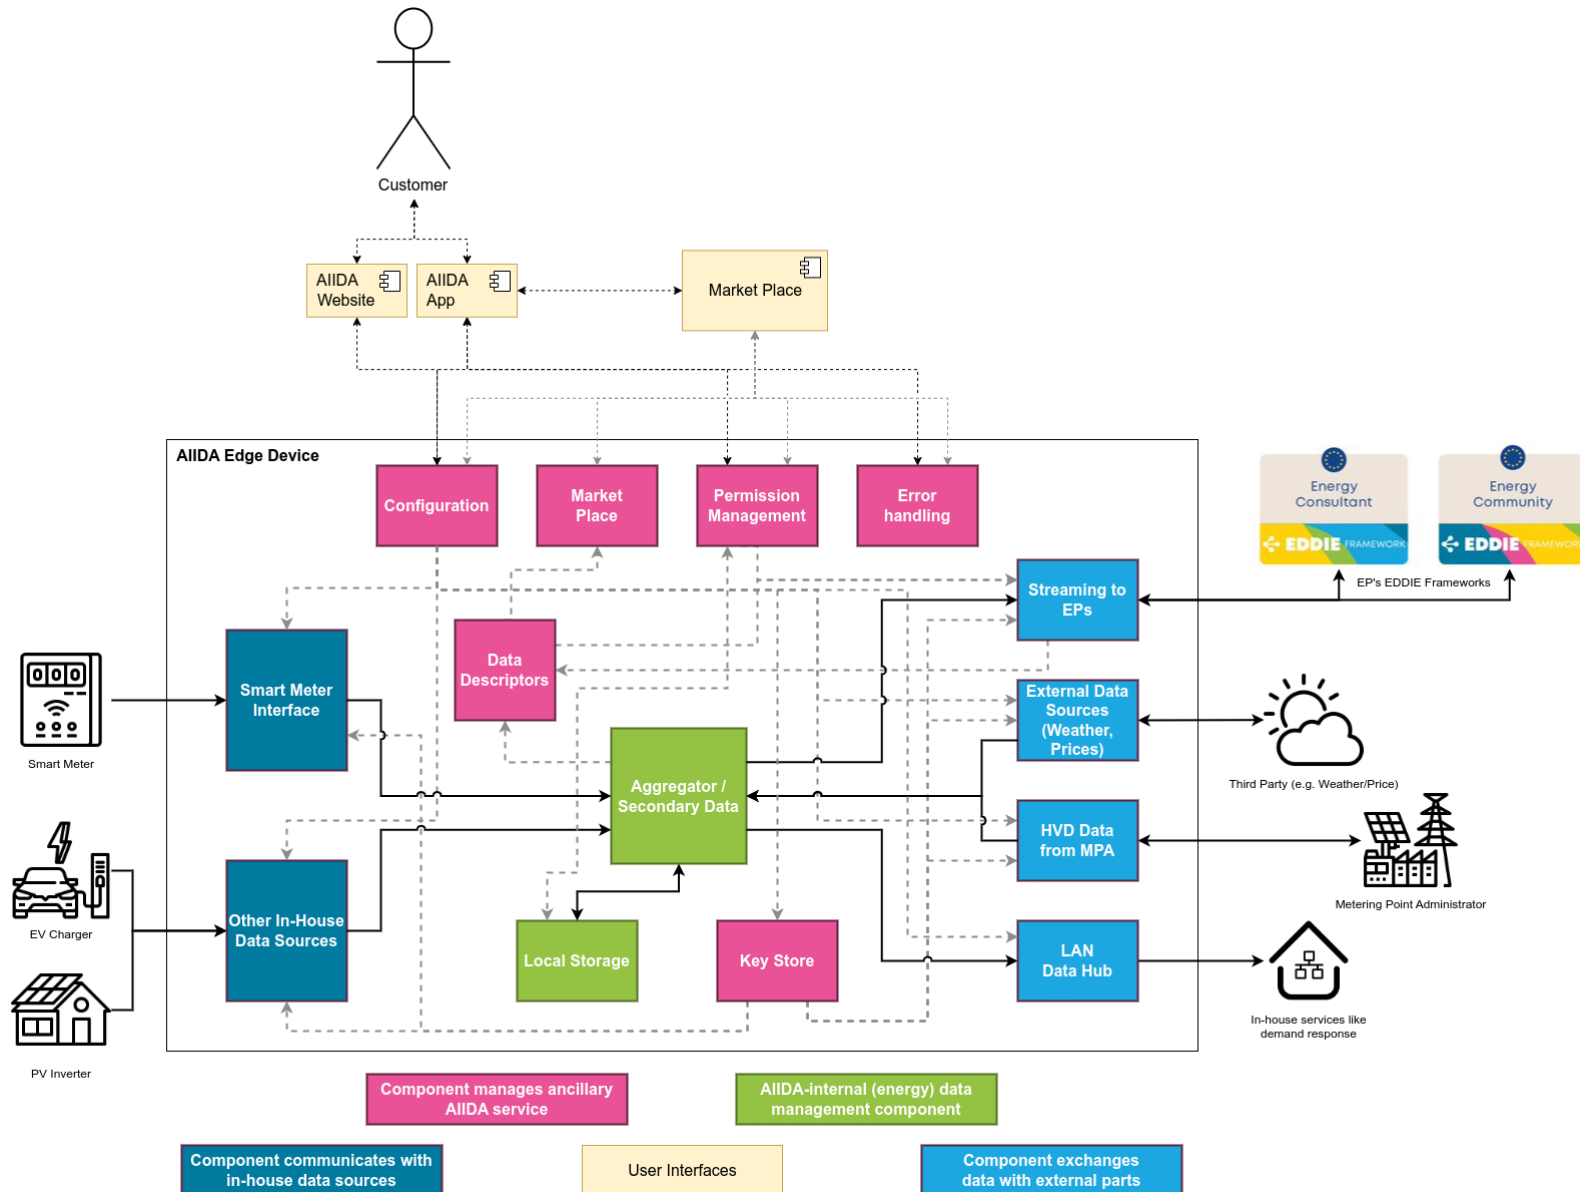 Customer
AIIDA
Website
AIIDA
App
Market Place
AIIDA Edge Device
Configuration
Market
Place
Permission
Management
Error
handling
Energy
Consultant
EDDIE FRAMEWORK
Energy
Community
EDDIE FRAMEWORK
EP's EDDIE Frameworks
Streaming to
EPs
Data
Descriptors
Smart Meter
Interface
000
Smart Meter
External Data
Sources
(Weather,
Prices)
Third Party (e.g. Weather/Price)
Aggregator /
Secondary Data
HVD Data
from MPA
Metering Point Administrator
EV Charger
Other In-House
Data Sources
Local Storage
Key Store
LAN
Data Hub
In-house services like
demand response
PV Inverter
Component manages ancillary
AIIDA service
AIIDA-internal (energy) data
management component
Component communicates with
in-house data sources
User Interfaces
Component exchanges
data with external parts